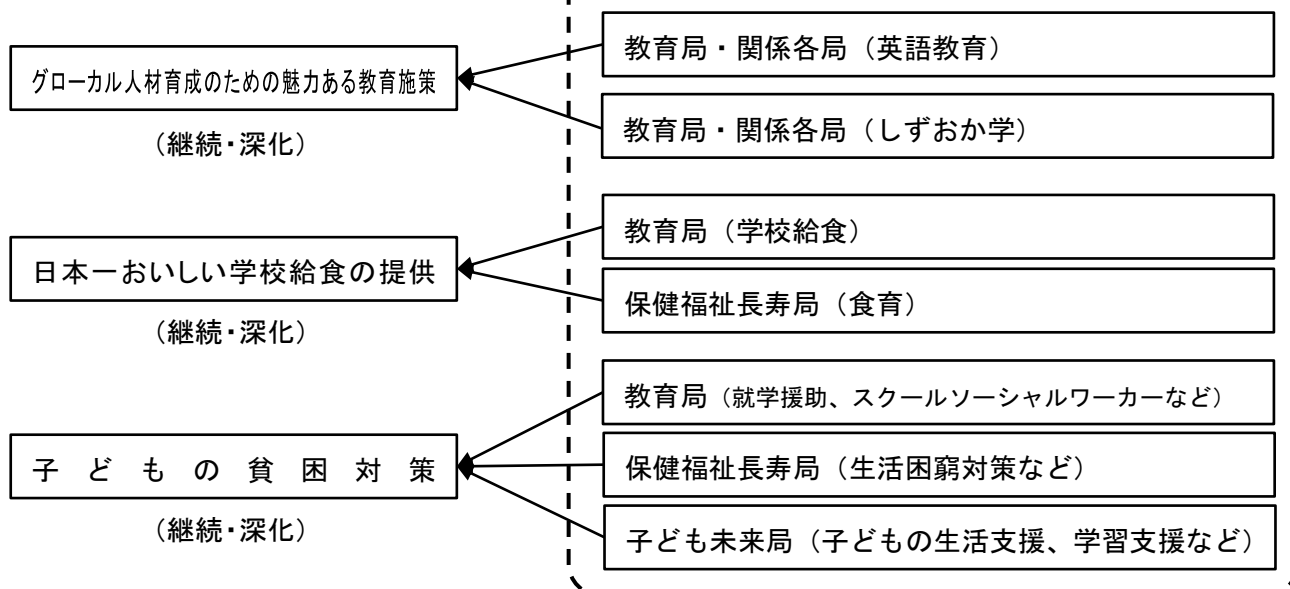 グローカル人材育成のための魅力ある教育施策
（継続・深化）
教育局・関係各局（英語教育）
教育局・関係各局（しずおか学）
日本一おいしい学校給食の提供
（継続・深化）
教育局（学校給食）
保健福祉長寿局（食育）
子どもの貧困対策
（継続・深化）
教育局（就学援助、スクールソーシャルワーカーなど）
保健福祉長寿局（生活困窮対策など）
子ども未来局（子どもの生活支援、学習支援など）